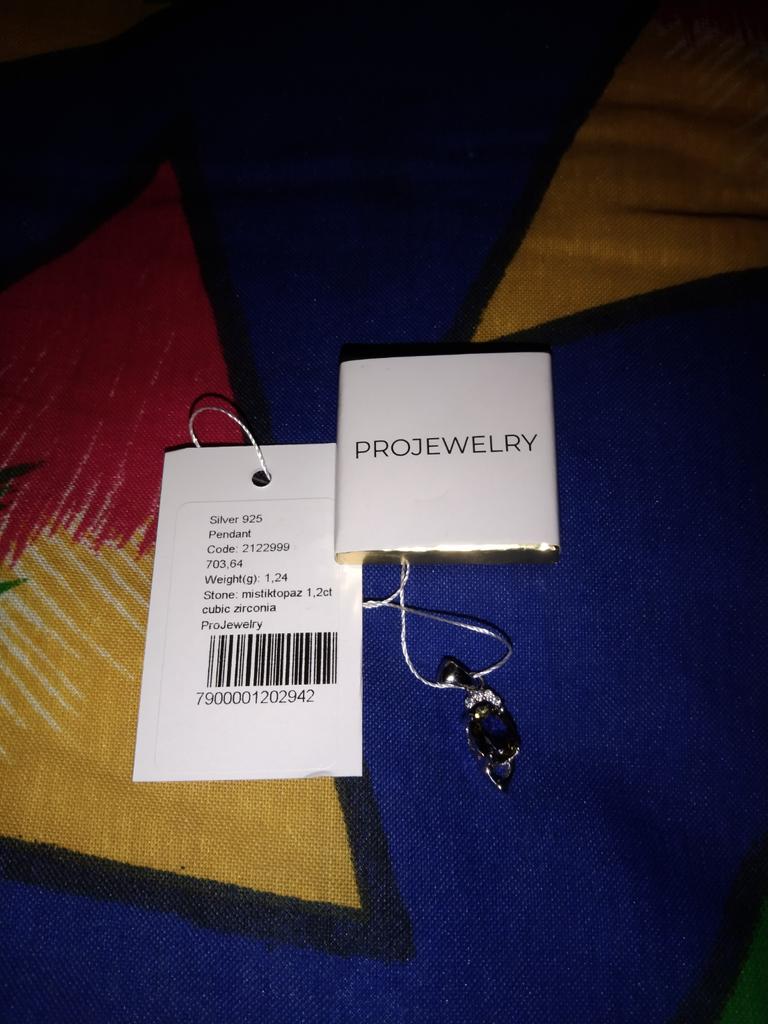 PROJEWELRY
Silver 925
Pendant
Code: 2122999
703,64
Weight(g): 1,24
Stone: mistiktopaz 1,2ct
cubic zirconia
ProJewelry
7900001202942